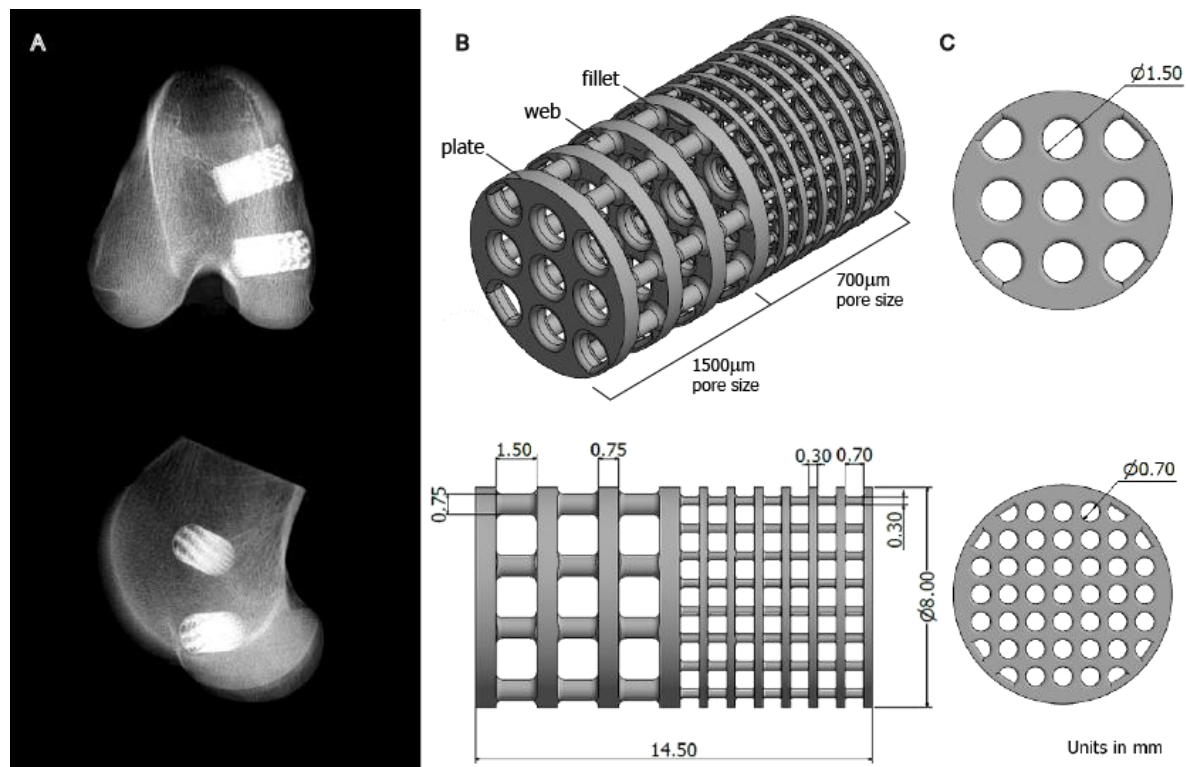 A
B
C
fillet
web
plate
700μm
pore size
1500μm
pore size
Ø1.50
1.50
0.75
0.30
0.70
0.75
0.30
Ø8.00
14.50
Ø0.70
Units in mm